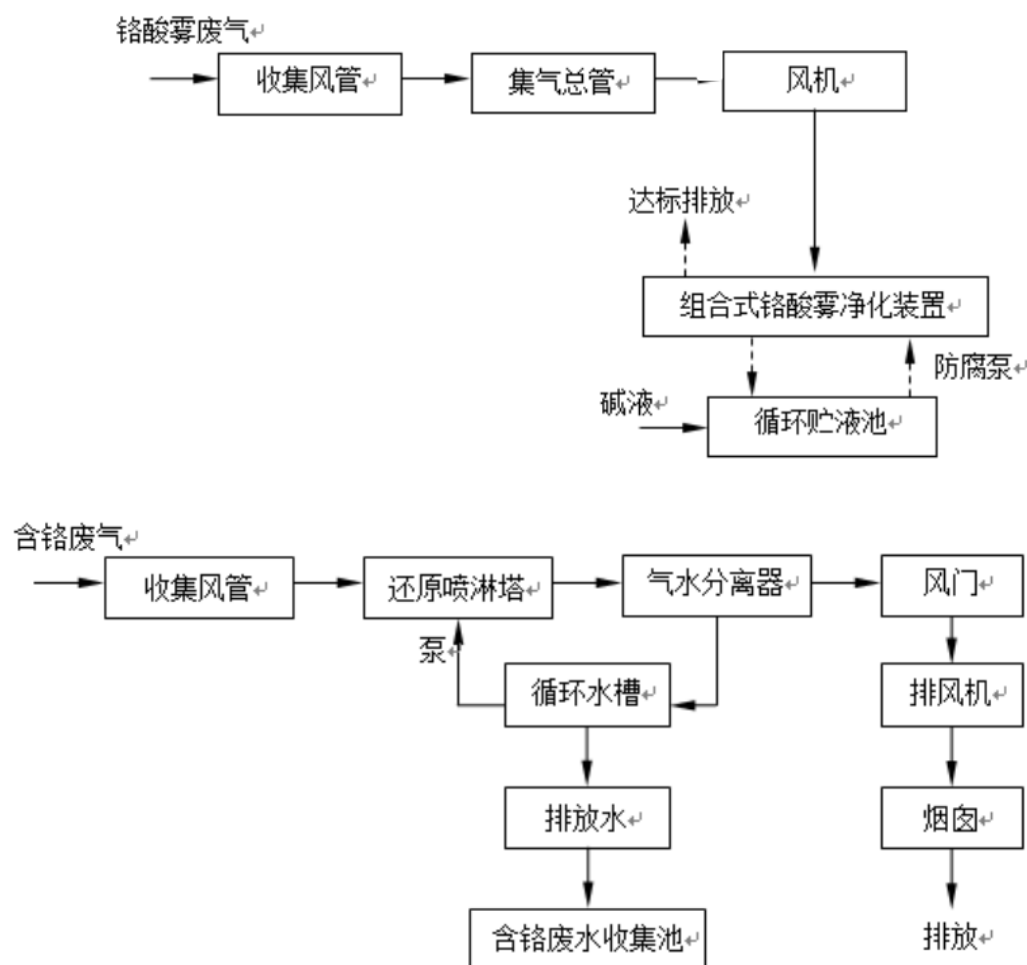 铬酸雾废气
收集风管
集气总管
风机
达标排放
组合式铬酸雾净化装置
防腐泵
碱液
循环贮液池
含铬废气
收集风管
还原喷淋塔
气水分离器
风门
泵
循环水槽
排风机
排放水
烟囱
含铬废水收集池
排放